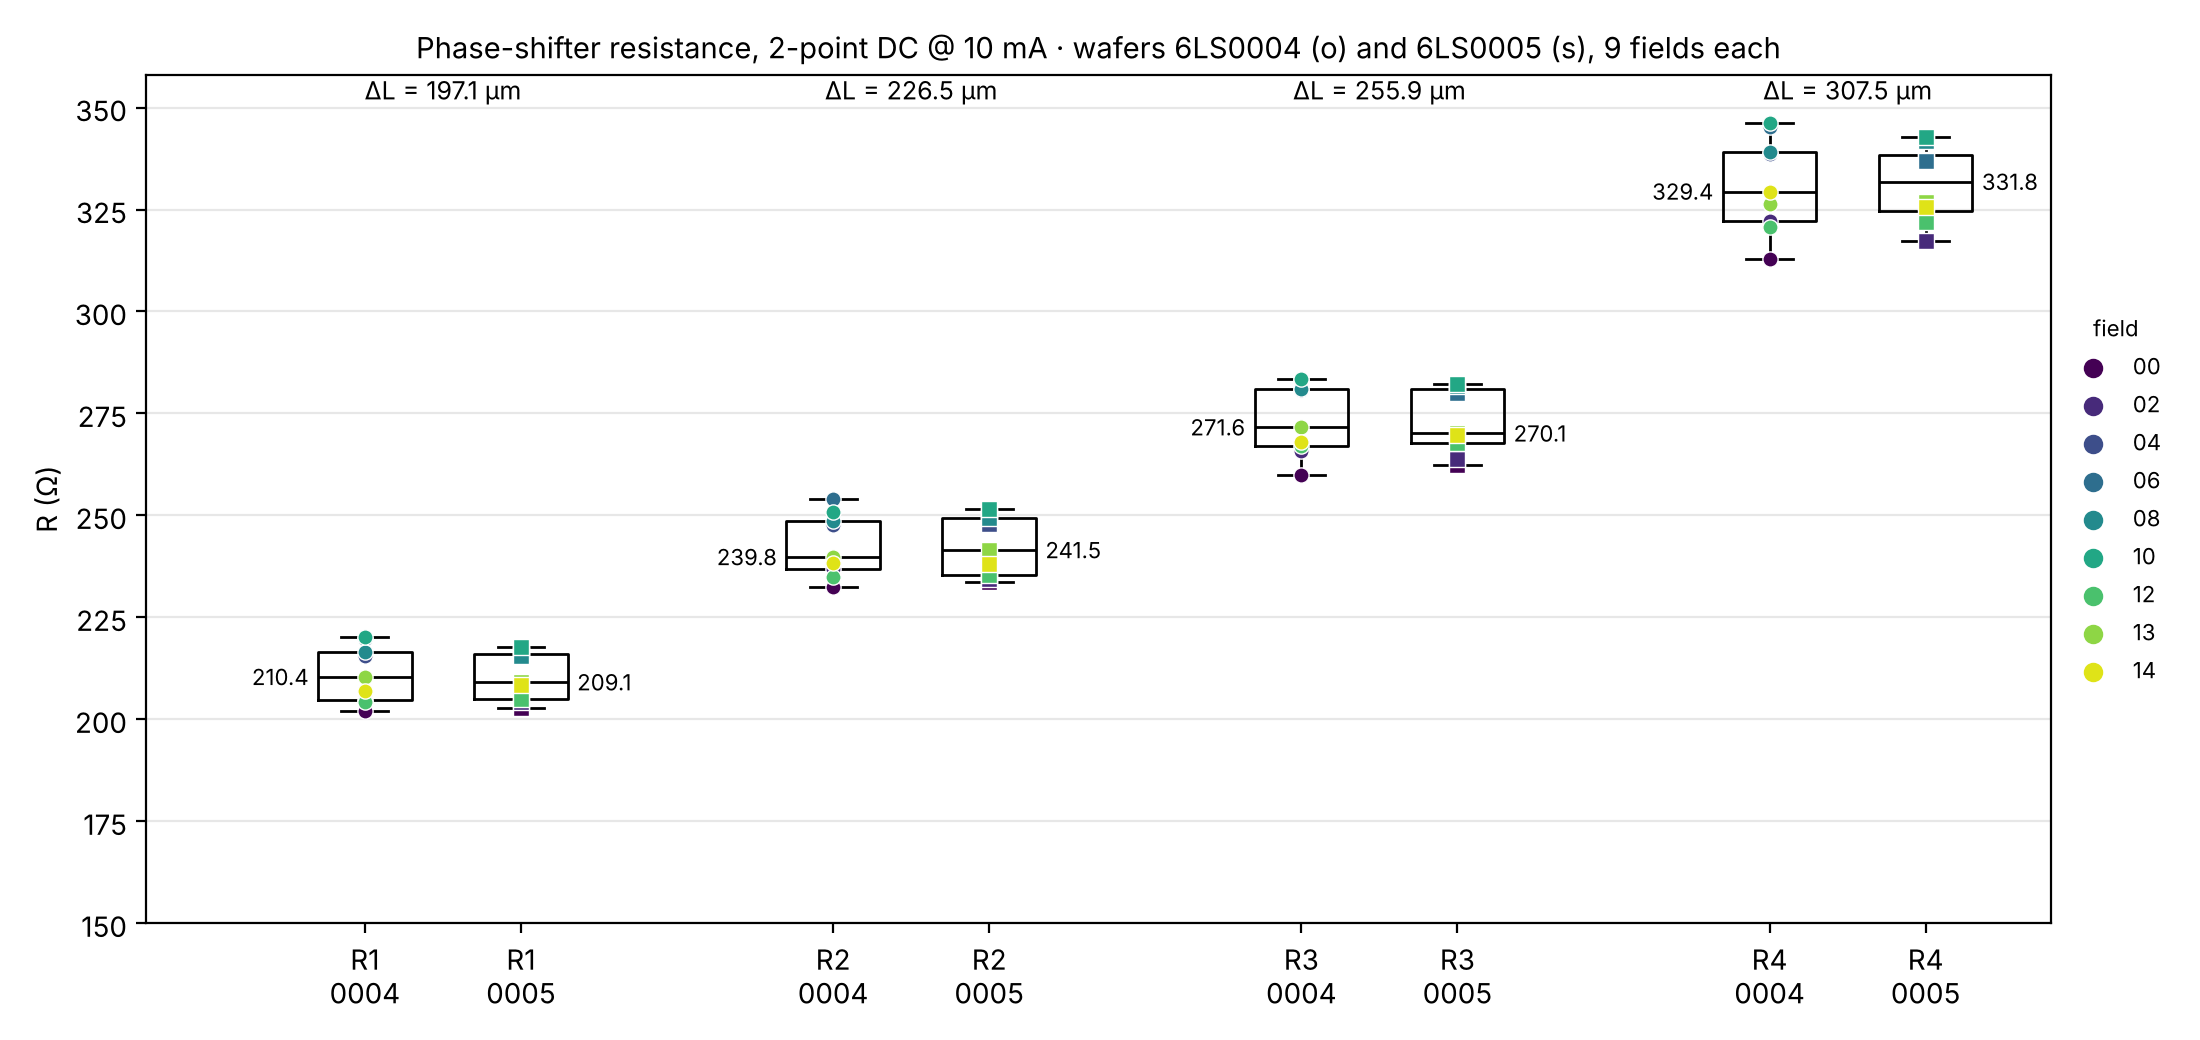 Phase-shifter resistance, 2-point DC @ 10 mA · wafers 6LS0004 (o) and 6LS0005 (s), 9 fields each
ΔL = 197.1 µm
ΔL = 226.5 µm
ΔL = 255.9 µm
ΔL = 307.5 µm
R (Ω)
350
325
300
275
250
225
200
175
150
210.4
209.1
239.8
241.5
271.6
270.1
329.4
331.8
R1
0004
R1
0005
R2
0004
R2
0005
R3
0004
R3
0005
R4
0004
R4
0005
field
00
02
04
06
08
10
12
13
14